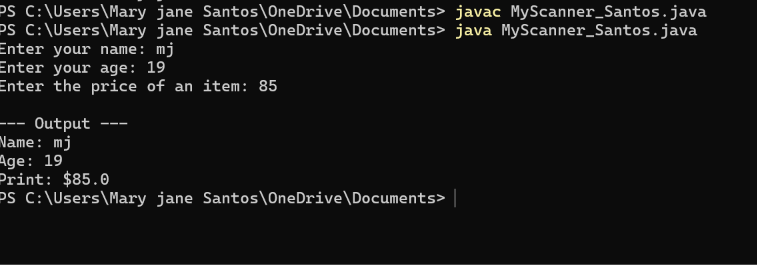 PS C:\Users\Mary jane Santos\OneDrive\Documents> javac MyScanner_Santos.java
PS C:\Users\Mary jane Santos\OneDrive\Documents> java MyScanner_Santos.java
Enter your name: mj
Enter your age: 19
Enter the price of an item: 85
--- Output ---
Name: mj
Age: 19
Print: $85.0
PS C:\Users\Mary jane Santos\OneDrive\Documents>